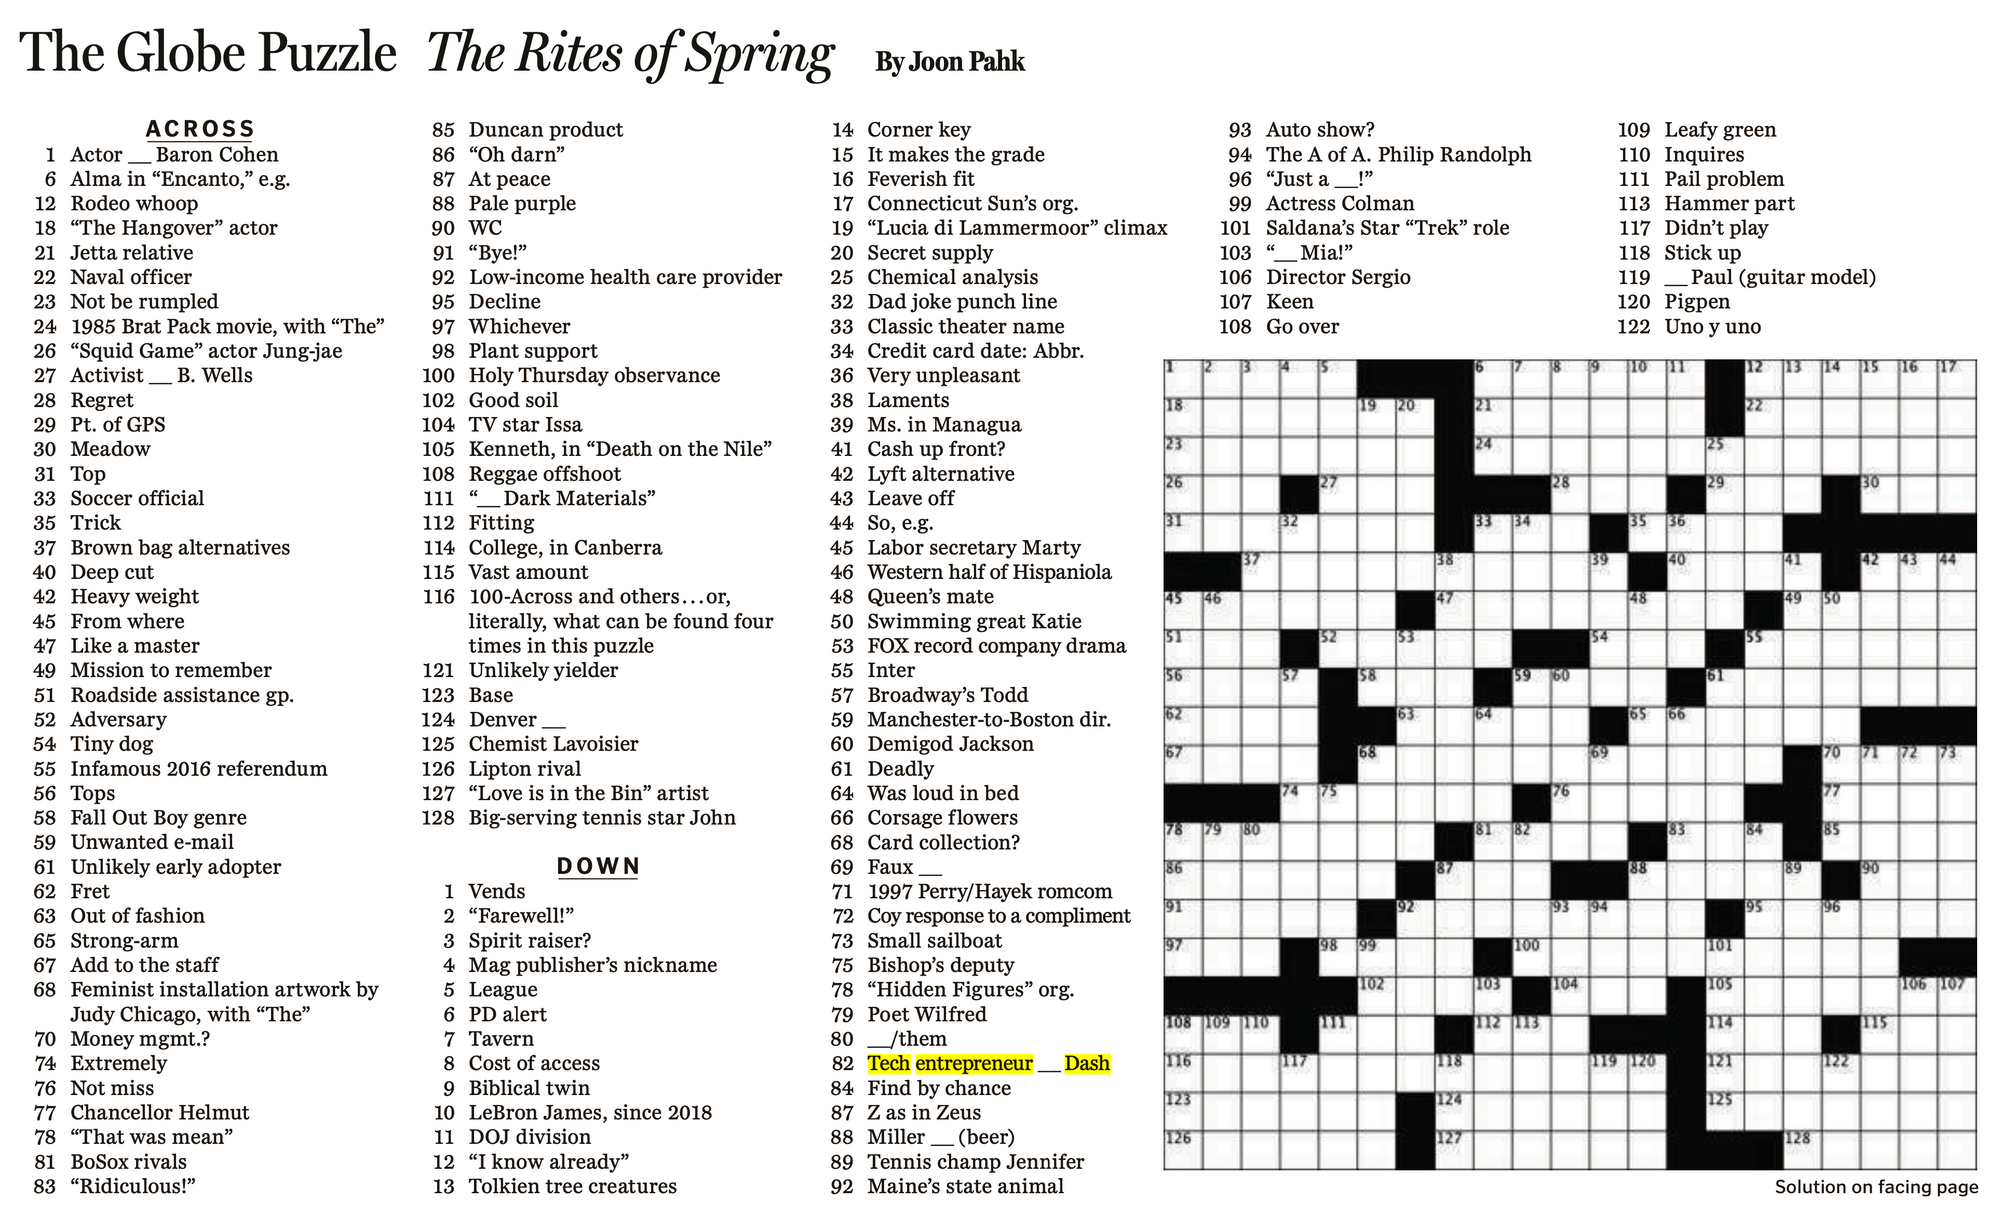 The Globe Puzzle The Rites of Spring By Joon Pahk
ACROSS
1 Actor __ Baron Cohen
6 Alma in “Encanto,” e.g.
12 Rodeo whoop
18 “The Hangover” actor
21 Jetta relative
22 Naval officer
23 Not be rumpled
24 1985 Brat Pack movie, with “The”
26 “Squid Game” actor Jung-jae
27 Activist __ B. Wells
28 Regret
29 Pt. of GPS
30 Meadow
31 Top
33 Soccer official
35 Trick
37 Brown bag alternatives
40 Deep cut
42 Heavy weight
45 From where
47 Like a master
49 Mission to remember
51 Roadside assistance gp.
52 Adversary
54 Tiny dog
55 Infamous 2016 referendum
56 Tops
58 Fall Out Boy genre
59 Unwanted e-mail
61 Unlikely early adopter
62 Fret
63 Out of fashion
65 Strong-arm
67 Add to the staff
68 Feminist installation artwork by
Judy Chicago, with “The”
70 Money mgmt.?
74 Extremely
76 Not miss
77 Chancellor Helmut
78 “That was mean”
81 BoSox rivals
83 “Ridiculous!”
85 Duncan product
86 “Oh darn”
87 At peace
88 Pale purple
90 WC
91 “Bye!”
92 Low-income health care provider
95 Decline
97 Whichever
98 Plant support
100 Holy Thursday observance
102 Good soil
104 TV star Issa
105 Kenneth, in “Death on the Nile”
108 Reggae offshoot
111 “__ Dark Materials”
112 Fitting
114 College, in Canberra
115 Vast amount
116 100-Across and others...or,
literally, what can be found four
times in this puzzle
121 Unlikely yielder
123 Base
124 Denver __
125 Chemist Lavoisier
126 Lipton rival
127 “Love is in the Bin” artist
128 Big-serving tennis star John
DOWN
1 Vends
2 “Farewell!”
3 Spirit raiser?
4 Mag publisher’s nickname
5 League
6 PD alert
7 Tavern
8 Cost of access
9 Biblical twin
10 LeBron James, since 2018
11 DOJ division
12 “I know already”
13 Tolkien tree creatures
14 Corner key
15 It makes the grade
16 Feverish fit
17 Connecticut Sun’s org.
19 “Lucia di Lammermoor” climax
20 Secret supply
25 Chemical analysis
32 Dad joke punch line
33 Classic theater name
34 Credit card date: Abbr.
36 Very unpleasant
38 Laments
39 Ms. in Managua
41 Cash up front?
42 Lyft alternative
43 Leave off
44 So, e.g.
45 Labor secretary Marty
46 Western half of Hispaniola
48 Queen’s mate
50 Swimming great Katie
53 FOX record company drama
55 Inter
57 Broadway’s Todd
59 Manchester-to-Boston dir.
60 Demigod Jackson
61 Deadly
64 Was loud in bed
66 Corsage flowers
68 Card collection?
69 Faux __
71 1997 Perry/Hayek romcom
72 Coy response to a compliment
73 Small sailboat
75 Bishop’s deputy
78 “Hidden Figures” org.
79 Poet Wilfred
80 __/them
82 Tech entrepreneur __ Dash
84 Find by chance
87 Z as in Zeus
88 Miller __ (beer)
89 Tennis champ Jennifer
92 Maine’s state animal
93 Auto show?
94 The A of A. Philip Randolph
96 “Just a __!”
99 Actress Colman
101 Saldana’s Star “Trek” role
103 “__ Mia!”
106 Director Sergio
107 Keen
108 Go over
109 Leafy green
110 Inquires
111 Pail problem
113 Hammer part
117 Didn’t play
118 Stick up
119 __ Paul (guitar model)
120 Pigpen
122 Uno y uno
1 2 3 4 5 6 7 8 9 10 11 12 13 14 15 16 17
18 19 20 21 22
23 24 25
26 27 28 29 30
31 32 33 34 35 36
37 38 39 40 41 42 43 44
45 46 47 48 49 50
51 52 53 54 55
56 57 58 59 60 61
62 63 64 65 66
67 68 69 70 71 72 73
74 75 76 77
78 79 80 81 82 83 84 85
86 87 88 89 90
91 92 93 94 95 96
97 98 99 100 101
102 103 104 105 106 107
108 109 110 111 112 113 114 115
116 117 118 119 120 121 122
123 124 125
126 127 128
Solution on facing page